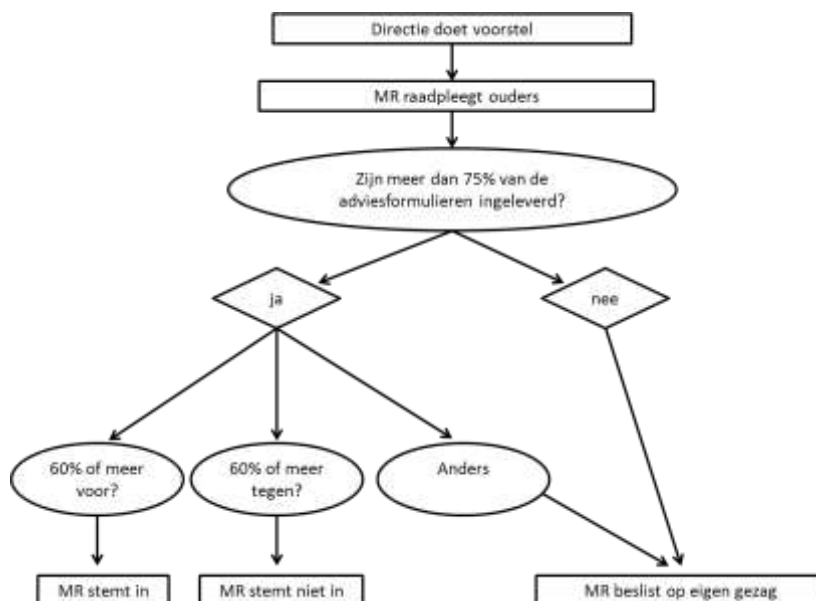 Directie doet voorstel
MR raadpleegt ouders
Zijn meer dan 75% van de
adviesformulieren ingeleverd?
ja
nee
60% of meer
voor?
60% of meer
tegen?
Anders
MR stemt in
MR stemt niet in
MR beslist op eigen gezag